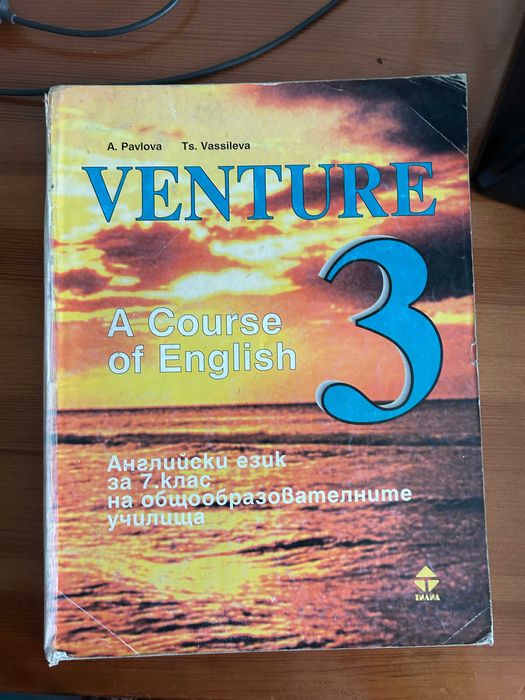 A. Pavlova Ts. Vassileva
VENTURE
3
A Course
of English
Английски език
за 7.клас
на общообразователните
училища